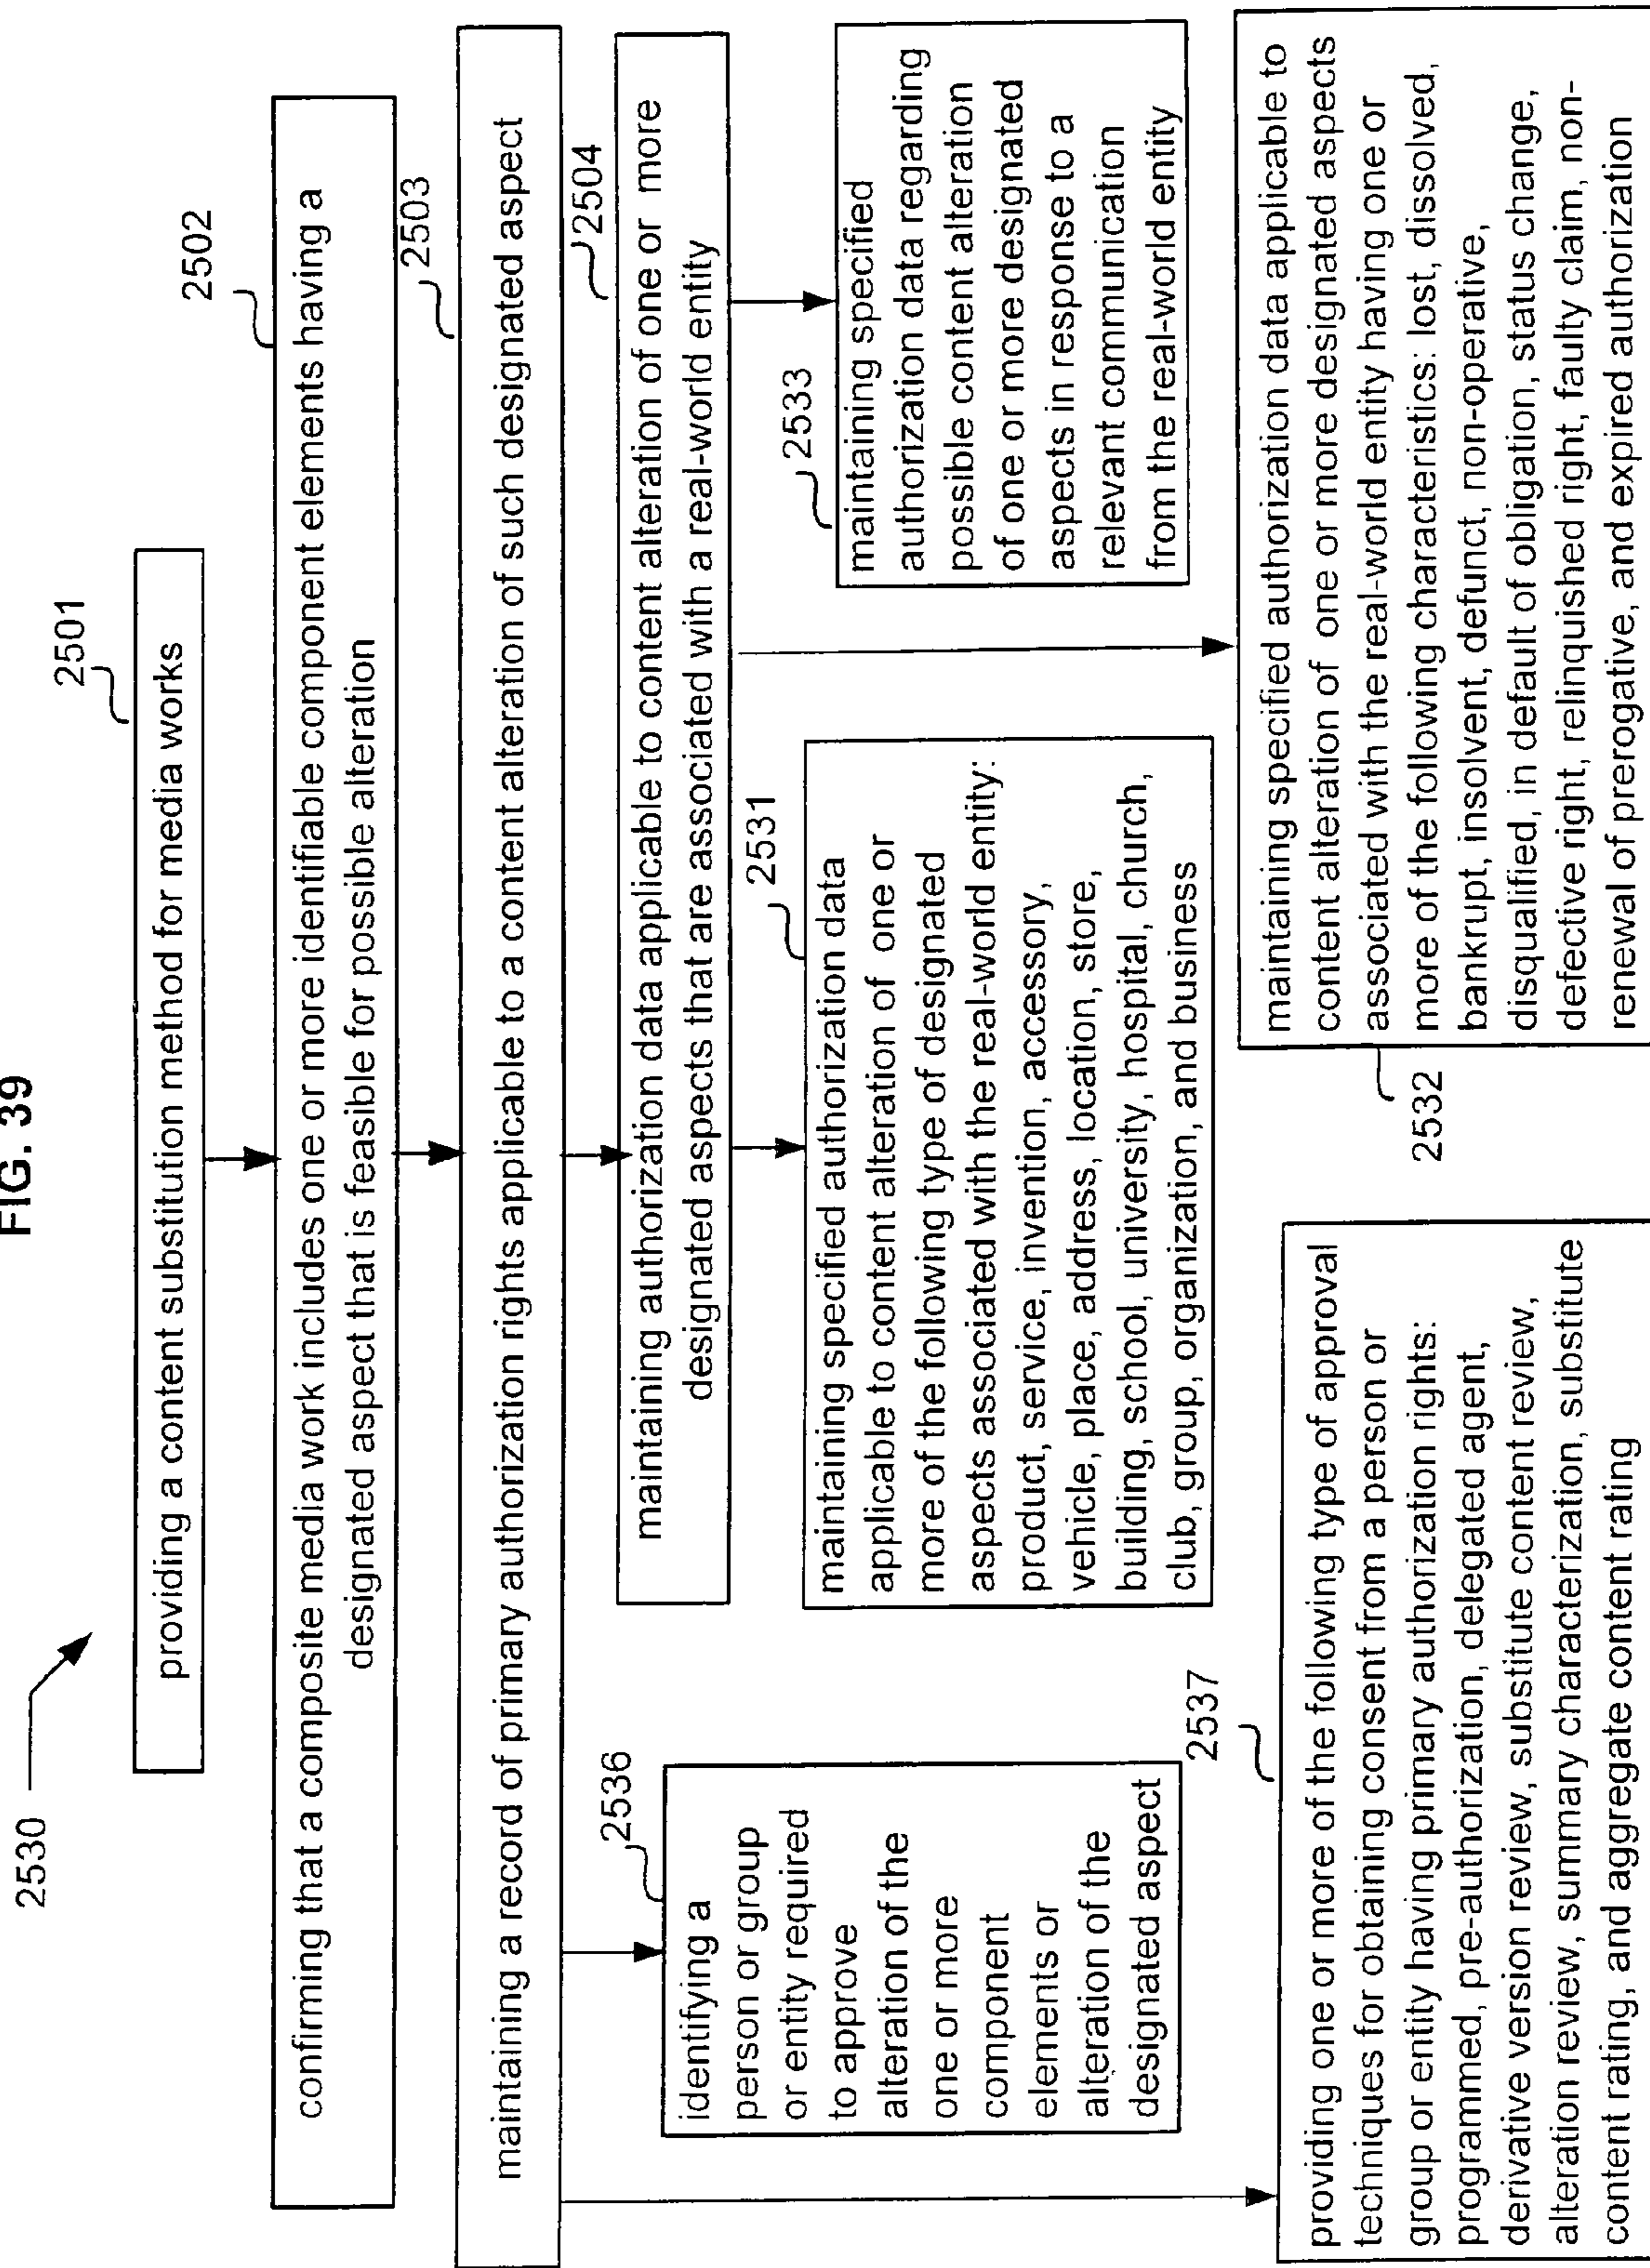 FIG. 39
2530
2501
providing a content substitution method for media works
2502
confirming that a composite media work includes one or more identifiable component elements having a
designated aspect that is feasible for possible alteration
2503
maintaining a record of primary authorization rights applicable to a content alteration of such designated aspect
2504
maintaining authorization data applicable to content alteration of one or more
designated aspects that are associated with a real-world entity
2536
identifying a
person or group
or entity required
to approve
alteration of the
one or more
component
elements or
alteration of the
designated aspect
2531
maintaining specified authorization data
applicable to content alteration of one or
more of the following type of designated
aspects associated with the real-world entity:
product, service, invention, accessory,
vehicle, place, address, location, store,
building, school, university, hospital, church,
club, group, organization, and business
2533
maintaining specified
authorization data regarding
possible content alteration
of one or more designated
aspects in response to a
relevant communication
from the real-world entity
2537
providing one or more of the following type of approval
techniques for obtaining consent from a person or
group or entity having primary authorization rights:
programmed, pre-authorization, delegated agent,
derivative version review, substitute content review,
alteration review, summary characterization, substitute
content rating, and aggregate content rating
2532
maintaining specified authorization data applicable to
content alteration of one or more designated aspects
associated with the real-world entity having one or
more of the following characteristics: lost, dissolved,
bankrupt, insolvent, defunct, non-operative,
disqualified, in default of obligation, status change,
defective right, relinquished right, faulty claim, non-
renewal of prerogative, and expired authorization